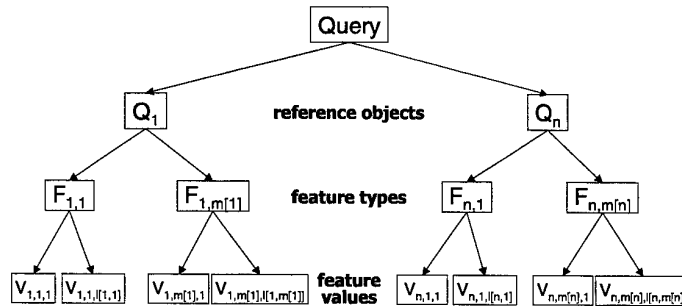 Query
Q1 reference objects Qn
F1,1 F1,m[1] feature types Fn,1 Fn,m[n]
V1,1,1 V1,1,l[1,1] V1,m[1],1 V1,m[1],l[1,m[1]] feature values Vn,1,1 Vn,1,l[n,1] Vn,m[n],1 Vn,m[n],l[n,m[n]]